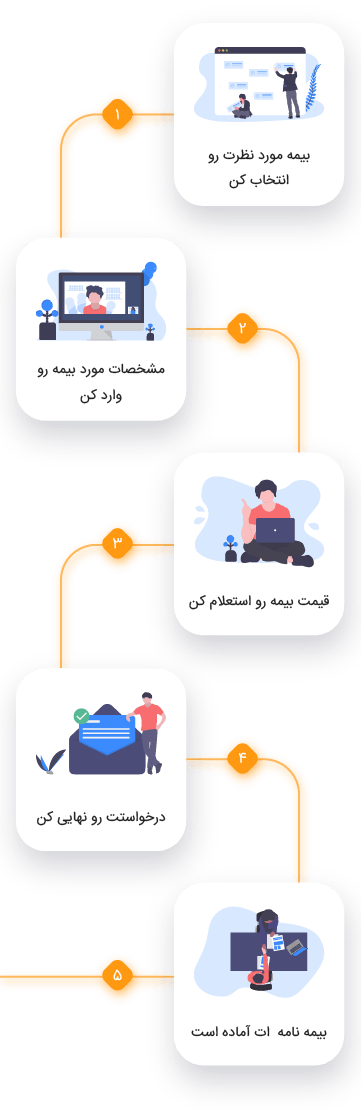 ۱
بیمه مورد نظرت رو
انتخاب کن
۲
مشخصات مورد بیمه رو
وارد کن
۳
قیمت بیمه رو استعلام کن
۴
درخواستت رو نهایی کن
۵
بیمه نامه ات آماده است